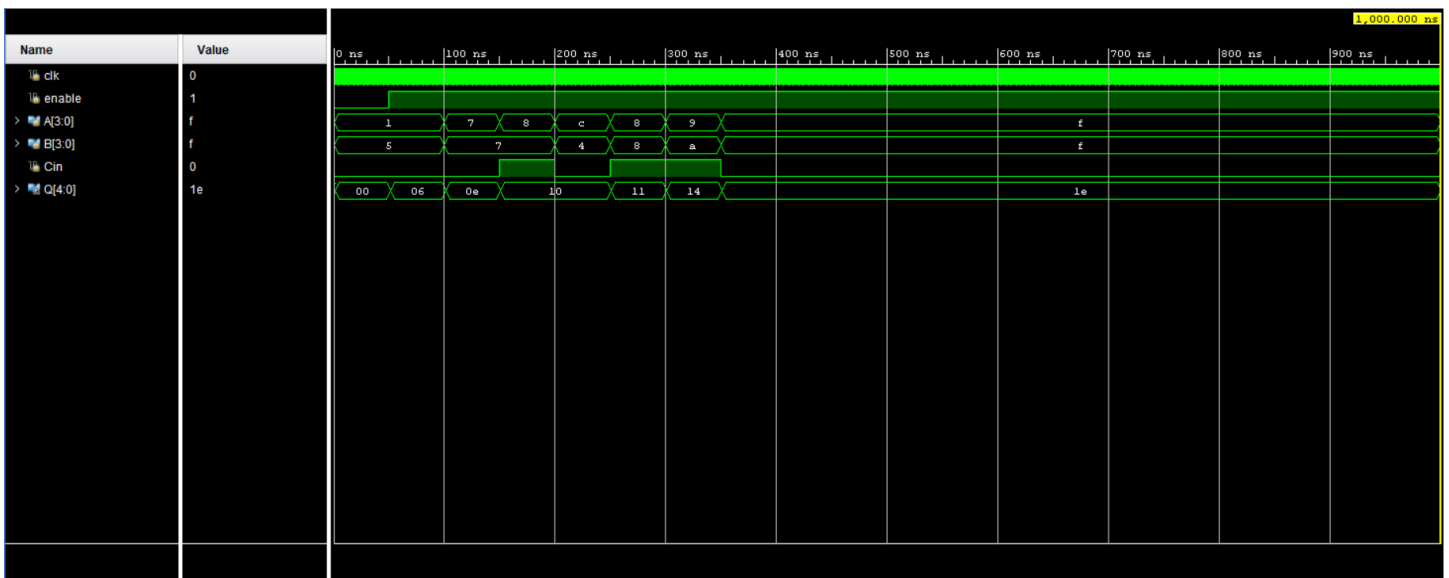 1,000.000 ns
Name Value 0 ns 100 ns 200 ns 300 ns 400 ns 500 ns 600 ns 700 ns 800 ns 900 ns
clk 0
enable 1
A[3:0] f 1 7 8 c 8 9 f
B[3:0] f 5 7 4 8 a f
Cin 0
Q[4:0] 1e 00 06 0e 10 11 14 1e